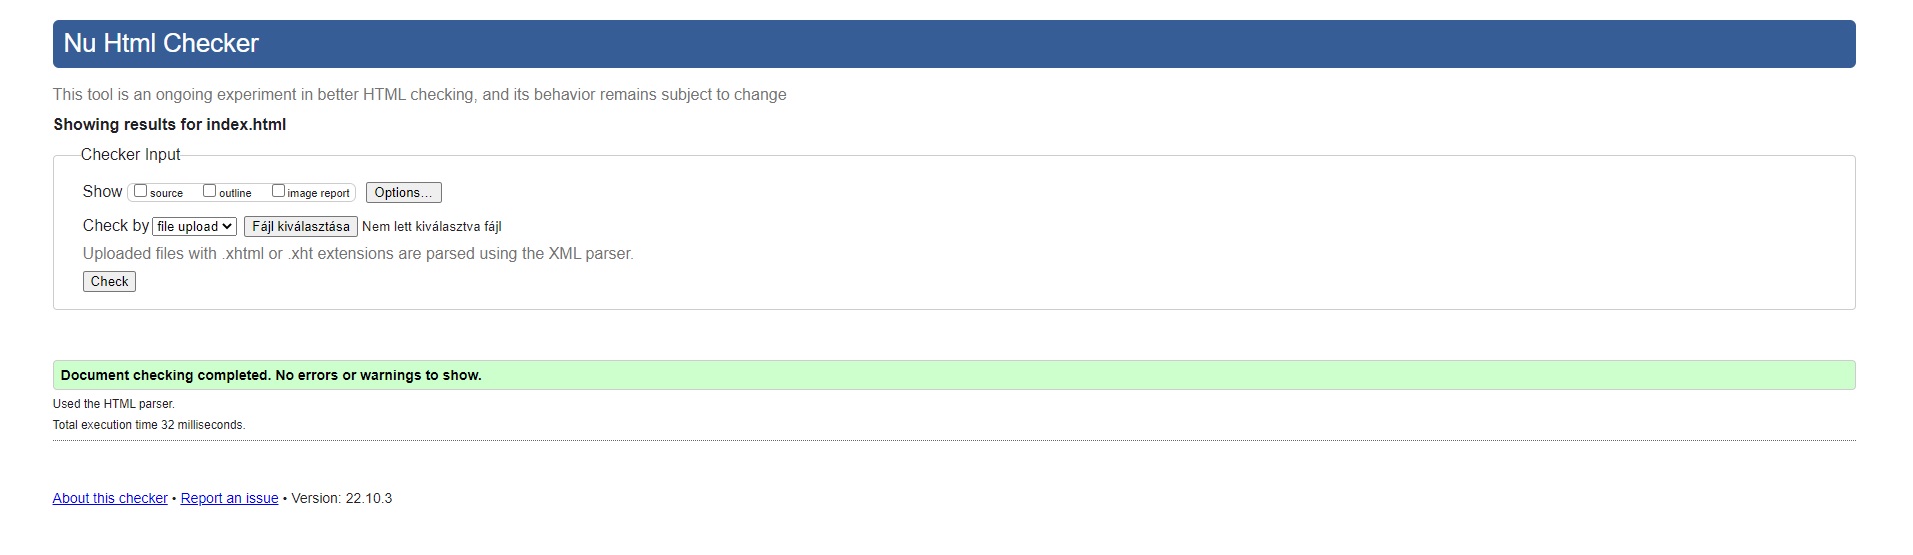 Nu Html Checker
This tool is an ongoing experiment in better HTML checking, and its behavior remains subject to change
Showing results for index.html
Checker Input
Show source outline image report Options...
Check by file upload Fájl kiválasztása Nem lett kiválasztva fájl
Uploaded files with .xhtml or .xht extensions are parsed using the XML parser.
Check
Document checking completed. No errors or warnings to show.
Used the HTML parser.
Total execution time 32 milliseconds.
About this checker • Report an issue • Version: 22.10.3